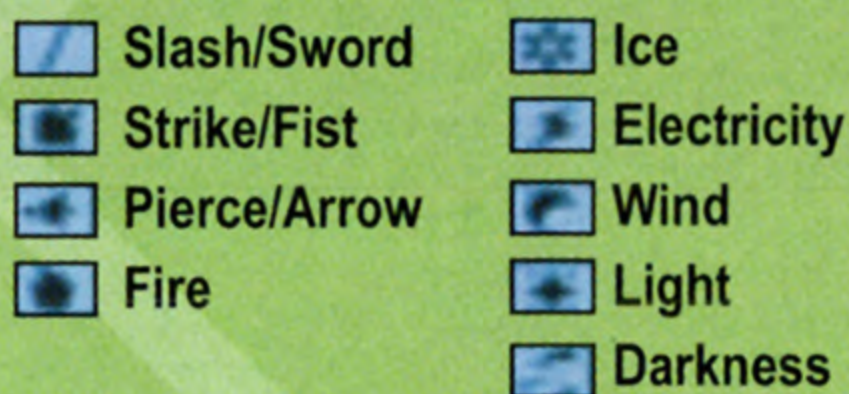 Slash/Sword
Strike/Fist
Pierce/Arrow
Fire
Ice
Electricity
Wind
Light
Darkness